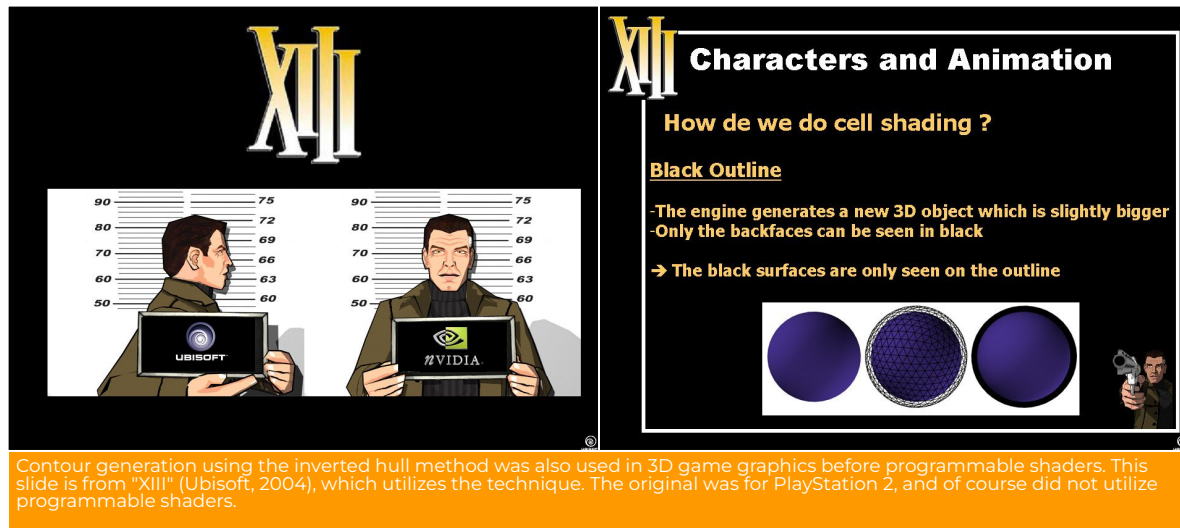 XIII
90 75
80 72
70 69
60 66
50 63
60
90 75
80 72
70 69
60 66
50 63
60
UBISOFT
nVIDIA
XIII
Characters and Animation
How de we do cell shading ?
Black Outline
-The engine generates a new 3D object which is slightly bigger
-Only the backfaces can be seen in black
➔ The black surfaces are only seen on the outline
Contour generation using the inverted hull method was also used in 3D game graphics before programmable shaders. This
slide is from "XIII" (Ubisoft, 2004), which utilizes the technique. The original was for PlayStation 2, and of course did not utilize
programmable shaders.